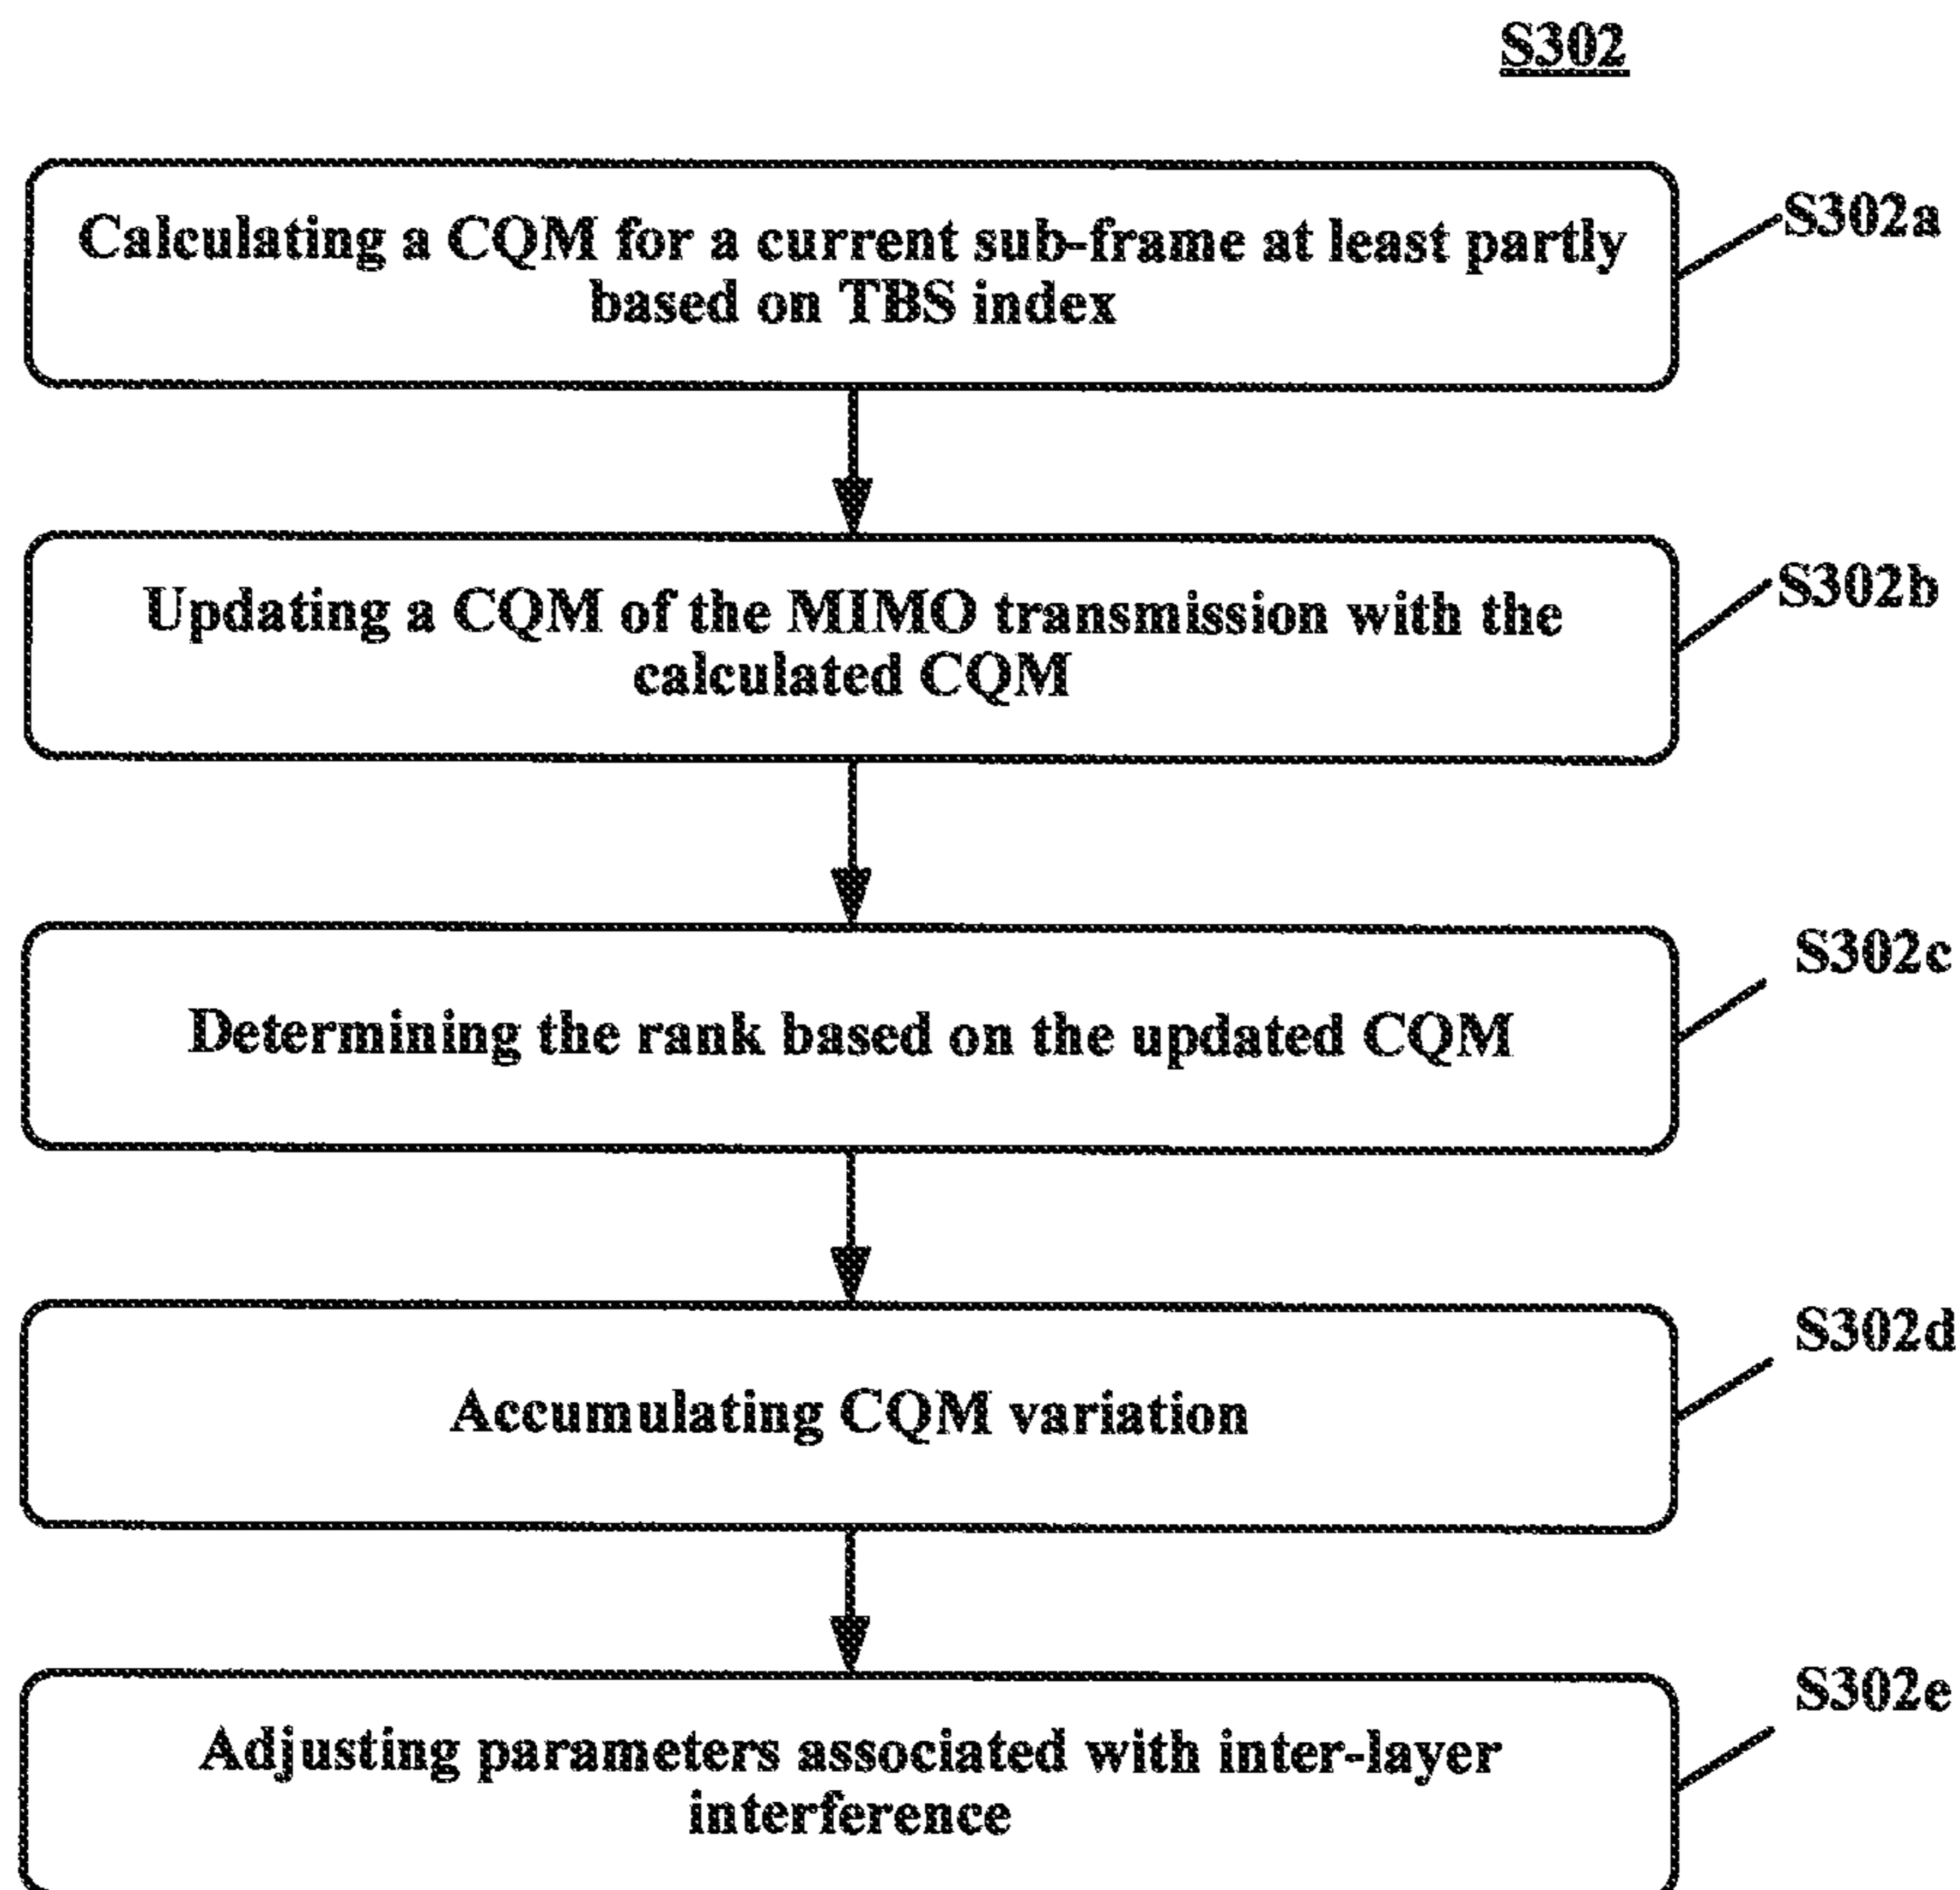 S302
Calculating a CQM for a current sub-frame at least partly
based on TBS index
S302a
Updating a CQM of the MIMO transmission with the
calculated CQM
S302b
Determining the rank based on the updated CQM
S302c
Accumulating CQM variation
S302d
Adjusting parameters associated with inter-layer
interference
S302e